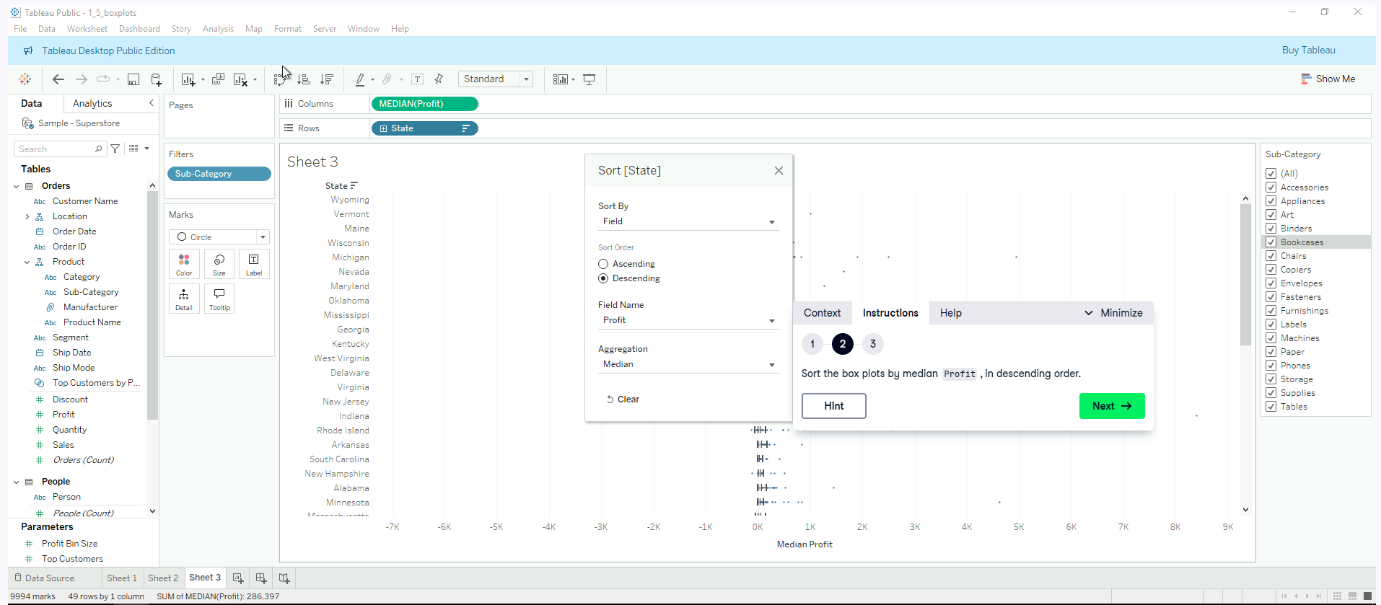 Tableau Public - 1_5_boxplots
File Data Worksheet Dashboard Story Analysis Map Format Server Window Help
Tableau Desktop Public Edition
Buy Tableau
Standard
Show Me
Data Analytics
Sample - Superstore
Search
Tables
Orders
Abc Customer Name
Location
Order Date
Abc Order ID
Product
Abc Category
Abc Sub-Category
Manufacturer
Abc Product Name
Abc Segment
Ship Date
Abc Ship Mode
Top Customers by P...
# Discount
# Profit
# Quantity
# Sales
# Orders (Count)
People
Abc Person
# People (Count)
Parameters
# Profit Bin Size
# Top Customers
Pages
Filters
Sub-Category
Marks
Circle
Color Size Label
Detail Tooltip
Columns MEDIAN(Profit)
Rows State
Sheet 3
State
Wyoming
Vermont
Maine
Wisconsin
Michigan
Nevada
Maryland
Oklahoma
Mississippi
Georgia
Kentucky
West Virginia
Delaware
Virginia
New Jersey
Indiana
Rhode Island
Arkansas
South Carolina
New Hampshire
Alabama
Minnesota
Massachusetts
-7K -6K -5K -4K -3K -2K -1K 0K 1K 2K 3K 4K 5K 6K 7K 8K 9K
Median Profit
Sort [State]
Sort By
Field
Sort Order
Ascending
Descending
Field Name
Profit
Aggregation
Median
Clear
Context Instructions Help Minimize
1 2 3
Sort the box plots by median Profit , in descending order.
Hint Next
Sub-Category
(All)
Accessories
Appliances
Art
Binders
Bookcases
Chairs
Copiers
Envelopes
Fasteners
Furnishings
Labels
Machines
Paper
Phones
Storage
Supplies
Tables
Data Source Sheet 1 Sheet 2 Sheet 3
9994 marks 49 rows by 1 column SUM of MEDIAN(Profit): 286,397